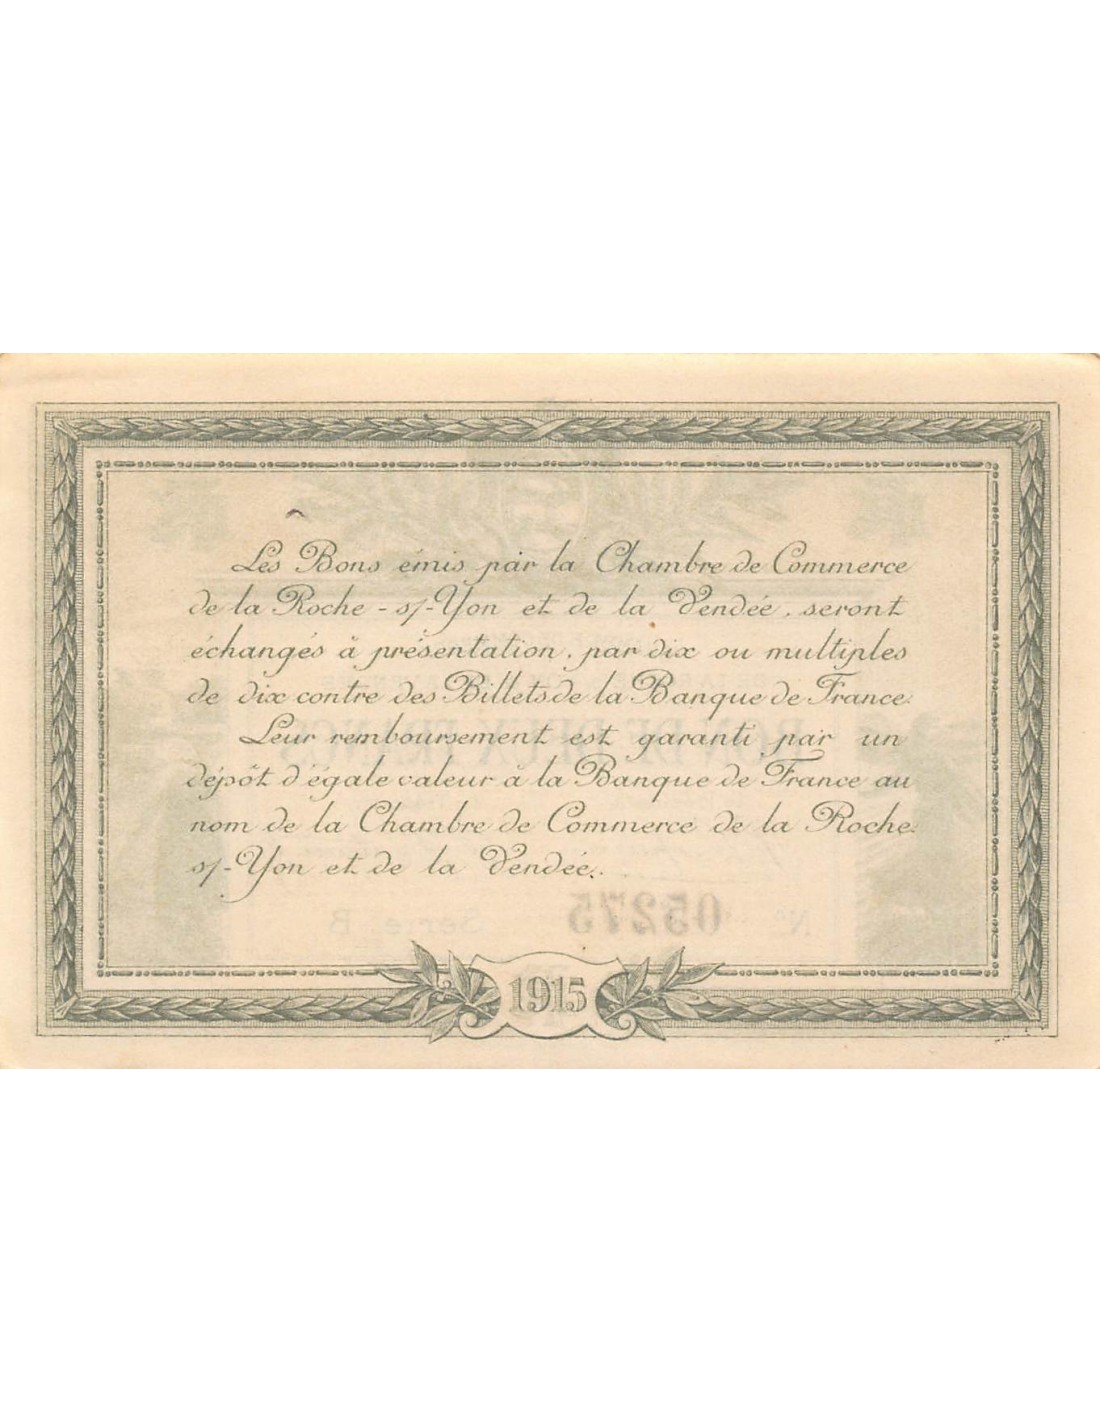 Les Bons émis par la Chambre de Commerce
de la Roche-s/-Yon et de la Vendée, seront
échangés à présentation, par dix ou multiples
de dix contre des Billets de la Banque de France.
Leur remboursement est garanti par un
dépôt d'égale valeur à la Banque de France au
nom de la Chambre de Commerce de la Roche-
s/-Yon et de la Vendée.
Nº 05275 Série B
1915